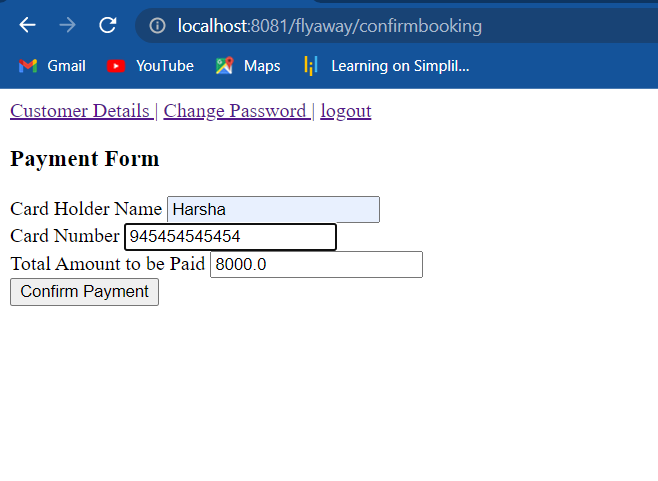 localhost:8081/flyaway/confirmbooking
Gmail YouTube Maps Learning on Simplil...
Customer Details | Change Password | logout
Payment Form
Card Holder Name Harsha
Card Number 945454545454
Total Amount to be Paid 8000.0
Confirm Payment